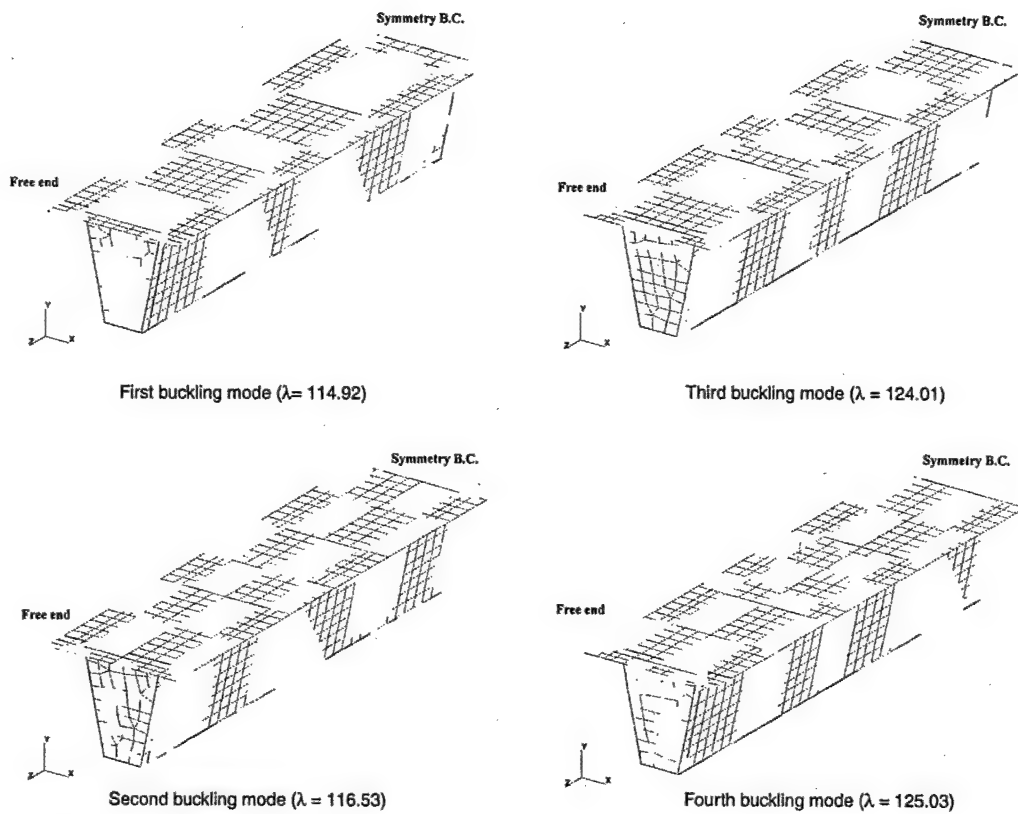 Symmetry B.C.
Free end
Y
Z
X
First buckling mode (λ= 114.92)
Symmetry B.C.
Free end
Y
Z
X
Third buckling mode (λ = 124.01)
Symmetry B.C.
Free end
Y
Z
X
Second buckling mode (λ = 116.53)
Symmetry B.C.
Free end
Y
Z
X
Fourth buckling mode (λ = 125.03)